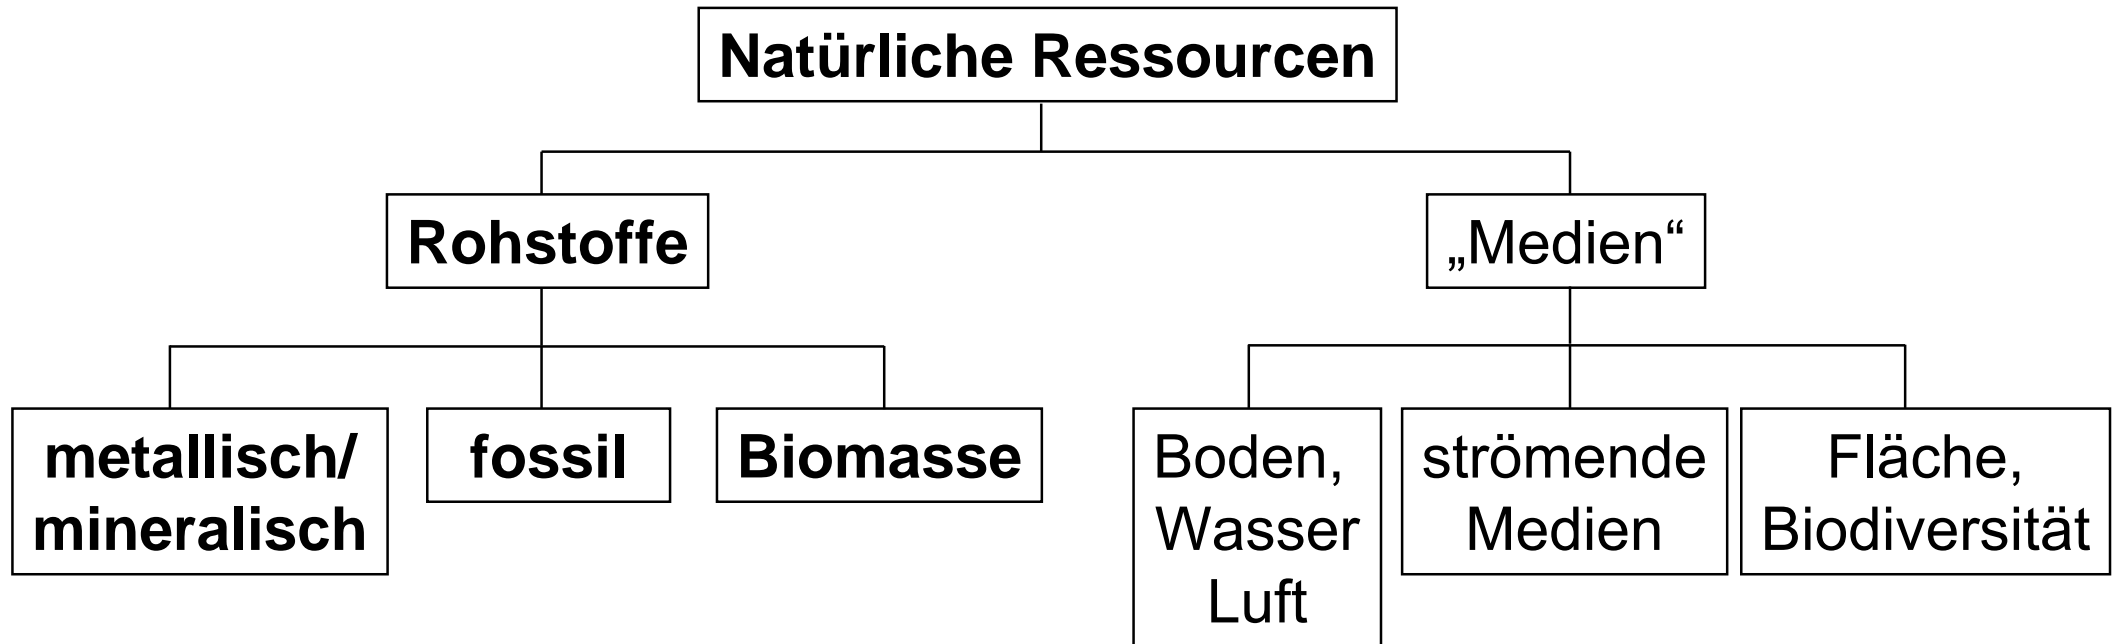 Natürliche Ressourcen
Rohstoffe
„Medien“
metallisch/
mineralisch
fossil
Biomasse
Boden,
Wasser
Luft
strömende
Medien
Fläche,
Biodiversität